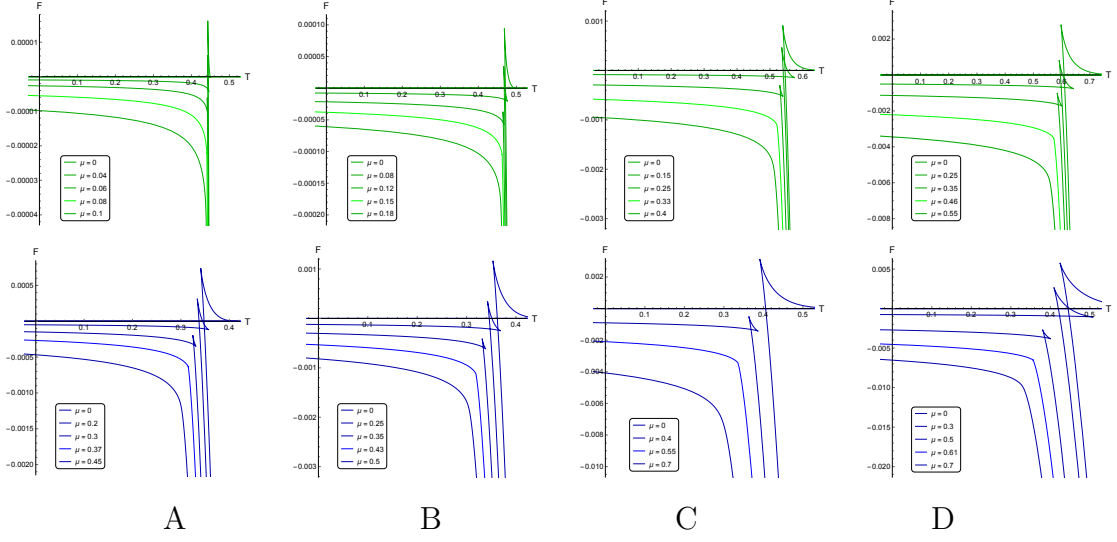 F
0.00001
T
0.1 0.2 0.3 0.4 0.5
−0.00001
−0.00002
−0.00003
−0.00004
μ = 0
μ = 0.04
μ = 0.06
μ = 0.08
μ = 0.1
F
0.00010
0.00005
T
0.1 0.2 0.3 0.4 0.5
−0.00005
−0.00010
−0.00015
−0.00020
μ = 0
μ = 0.08
μ = 0.12
μ = 0.15
μ = 0.18
F
0.001
T
0.1 0.2 0.3 0.4 0.5 0.6
−0.001
−0.002
−0.003
μ = 0
μ = 0.15
μ = 0.25
μ = 0.33
μ = 0.4
F
0.002
T
0.1 0.2 0.3 0.4 0.5 0.6 0.7
−0.002
−0.004
−0.006
−0.008
μ = 0
μ = 0.25
μ = 0.35
μ = 0.46
μ = 0.55
F
0.0005
T
0.1 0.2 0.3 0.4
−0.0005
−0.0010
−0.0015
−0.0020
μ = 0
μ = 0.2
μ = 0.3
μ = 0.37
μ = 0.45
F
0.001
T
0.1 0.2 0.3 0.4
−0.001
−0.002
−0.003
μ = 0
μ = 0.25
μ = 0.35
μ = 0.43
μ = 0.5
F
0.002
T
0.1 0.2 0.3 0.4 0.5
−0.002
−0.004
−0.006
−0.008
−0.010
μ = 0
μ = 0.4
μ = 0.55
μ = 0.7
F
0.005
T
0.1 0.2 0.3 0.4 0.5
−0.005
−0.010
−0.015
−0.020
μ = 0
μ = 0.3
μ = 0.5
μ = 0.61
μ = 0.7
A B C D